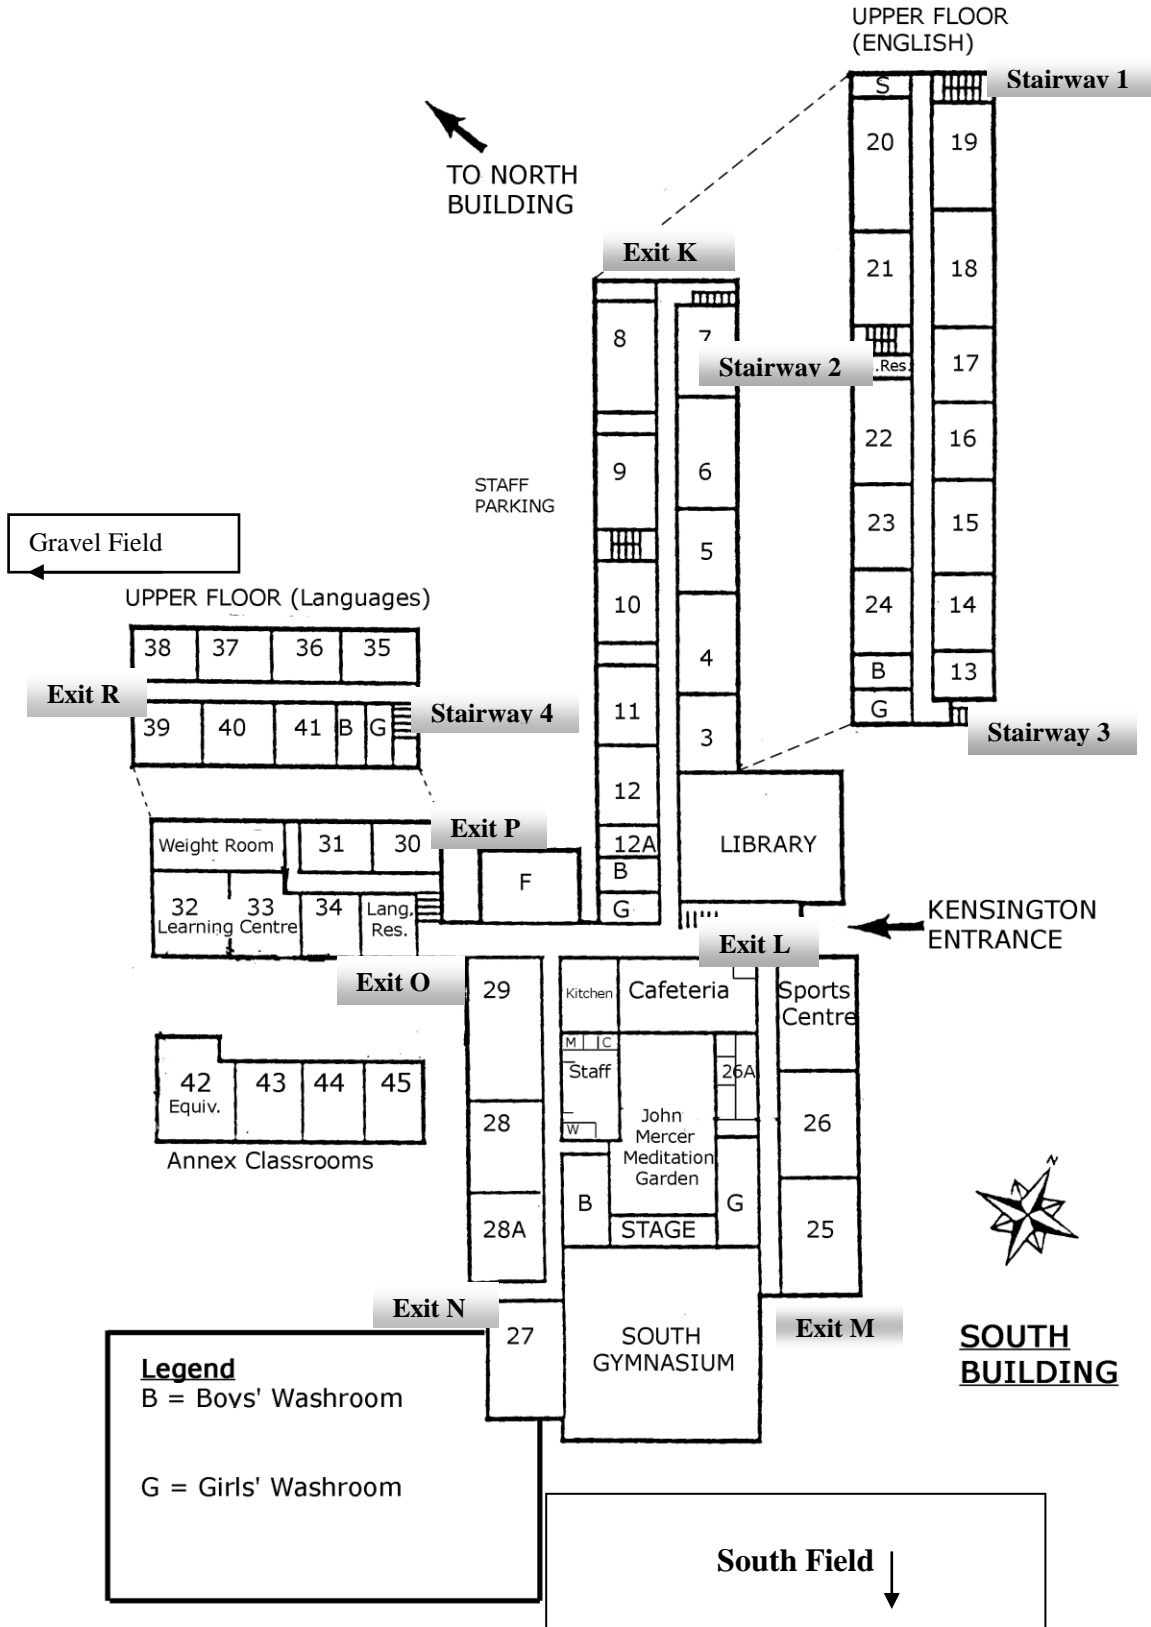 UPPER FLOOR
(ENGLISH)
Stairway 1
S
20
19
TO NORTH
BUILDING
Exit K
21
18
8
7
Stairway 2
.Res.
17
22
16
9
6
STAFF
PARKING
23
15
Gravel Field
5
UPPER FLOOR (Languages)
10
24
14
38
37
36
35
4
B
13
Exit R
39
40
41
B
G
Stairway 4
11
3
G
Stairway 3
12
Weight Room
31
30
Exit P
12A
LIBRARY
F
B
32
33
34
Lang.
Res.
Learning Centre
G
KENSINGTON
ENTRANCE
Exit L
Exit O
29
Kitchen
Cafeteria
Sports
Centre
M
C
Staff
26A
42
Equiv.
43
44
45
28
W
John
Mercer
Meditation
Garden
26
Annex Classrooms
N
28A
B
G
STAGE
25
Exit N
27
SOUTH
GYMNASIUM
Exit M
SOUTH
BUILDING
Legend
B = Boys' Washroom
G = Girls' Washroom
South Field